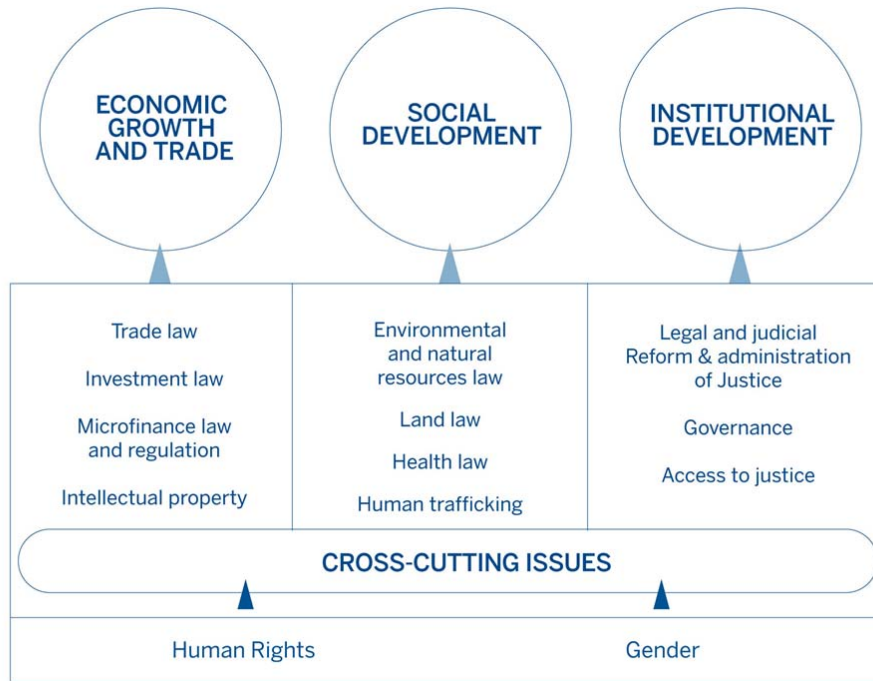 ECONOMIC
GROWTH
AND TRADE
SOCIAL
DEVELOPMENT
INSTITUTIONAL
DEVELOPMENT
Trade law
Investment law
Microfinance law
and regulation
Intellectual property
Environmental
and natural
resources law
Land law
Health law
Human trafficking
Legal and judicial
Reform & administration
of Justice
Governance
Access to justice
CROSS-CUTTING ISSUES
Human Rights
Gender